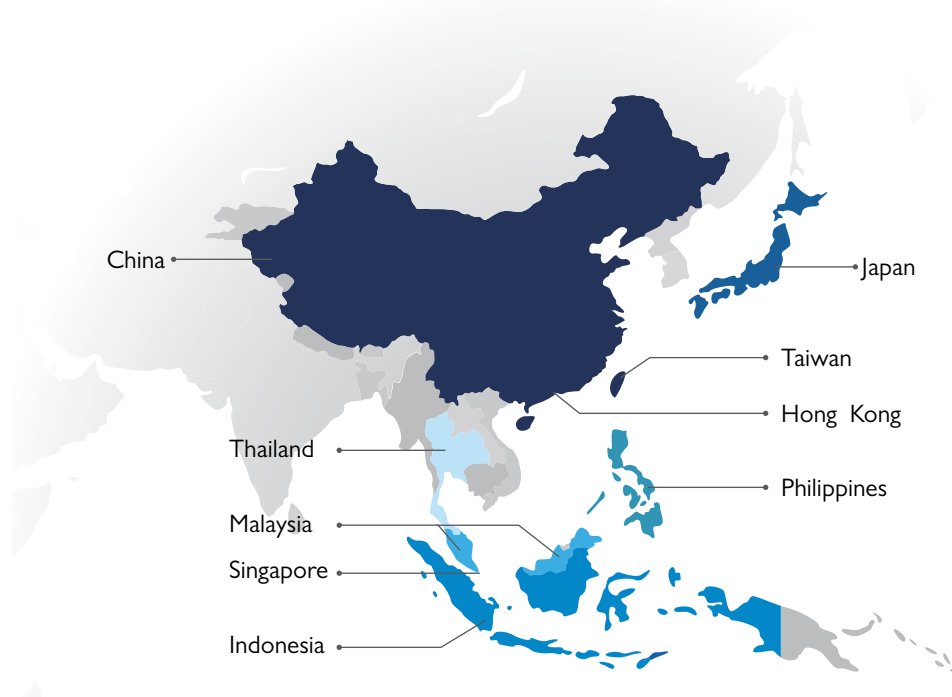 China
Japan
Taiwan
Hong Kong
Thailand
Philippines
Malaysia
Singapore
Indonesia